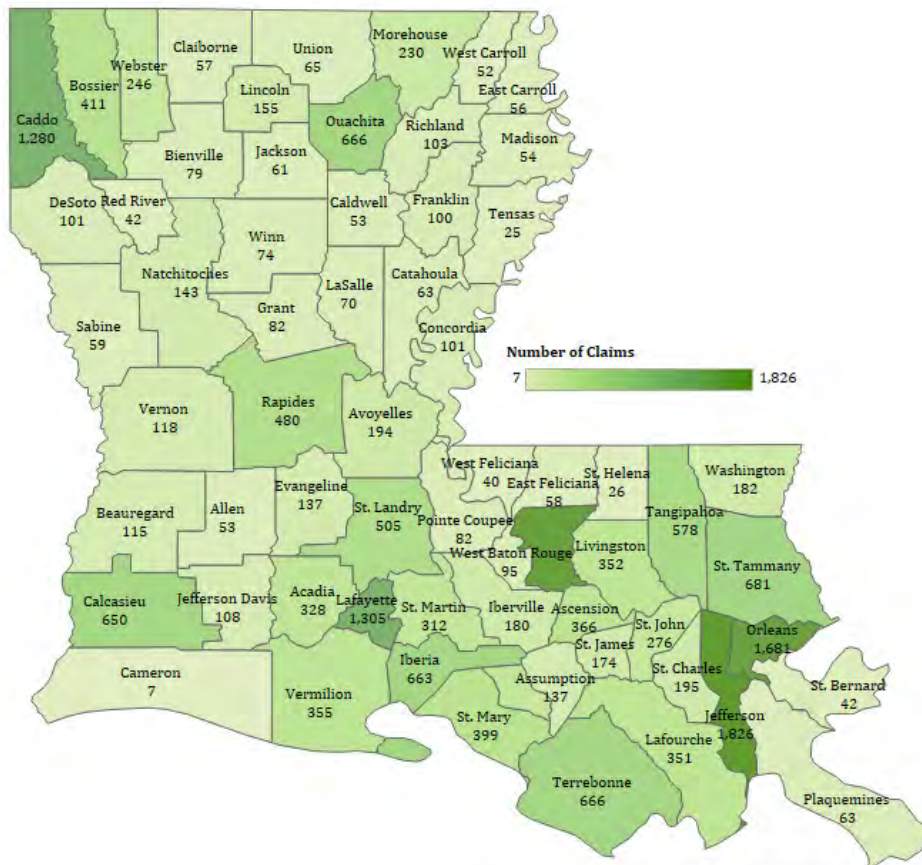 Claiborne
57
Union
65
Morehouse
230
West Carroll
52
Webster
246
Bossier
411
Lincoln
155
East Carroll
56
Caddo
1,280
Ouachita
666
Richland
103
Madison
54
Bienville
79
Jackson
61
DeSoto
101
Red River
42
Caldwell
53
Franklin
100
Tensas
25
Winn
74
Natchitoches
143
LaSalle
70
Catahoula
63
Grant
82
Concordia
101
Sabine
59
Number of Claims
7
1,826
Vernon
118
Rapides
480
Avoyelles
194
West Feliciana
40
East Feliciana
58
St. Helena
26
Washington
182
Beauregard
115
Allen
53
Evangeline
137
St. Landry
505
Pointe Coupee
82
Tangipahoa
578
West Baton Rouge
95
Livingston
352
St. Tammany
681
Calcasieu
650
Jefferson Davis
108
Acadia
328
Lafayette
1,305
St. Martin
312
Iberville
180
Ascension
366
St. John
276
Orleans
1,681
St. James
174
Cameron
7
Vermilion
355
Iberia
663
Assumption
137
St. Charles
195
St. Bernard
42
St. Mary
399
Jefferson
1,826
Lafourche
351
Terrebonne
666
Plaquemines
63